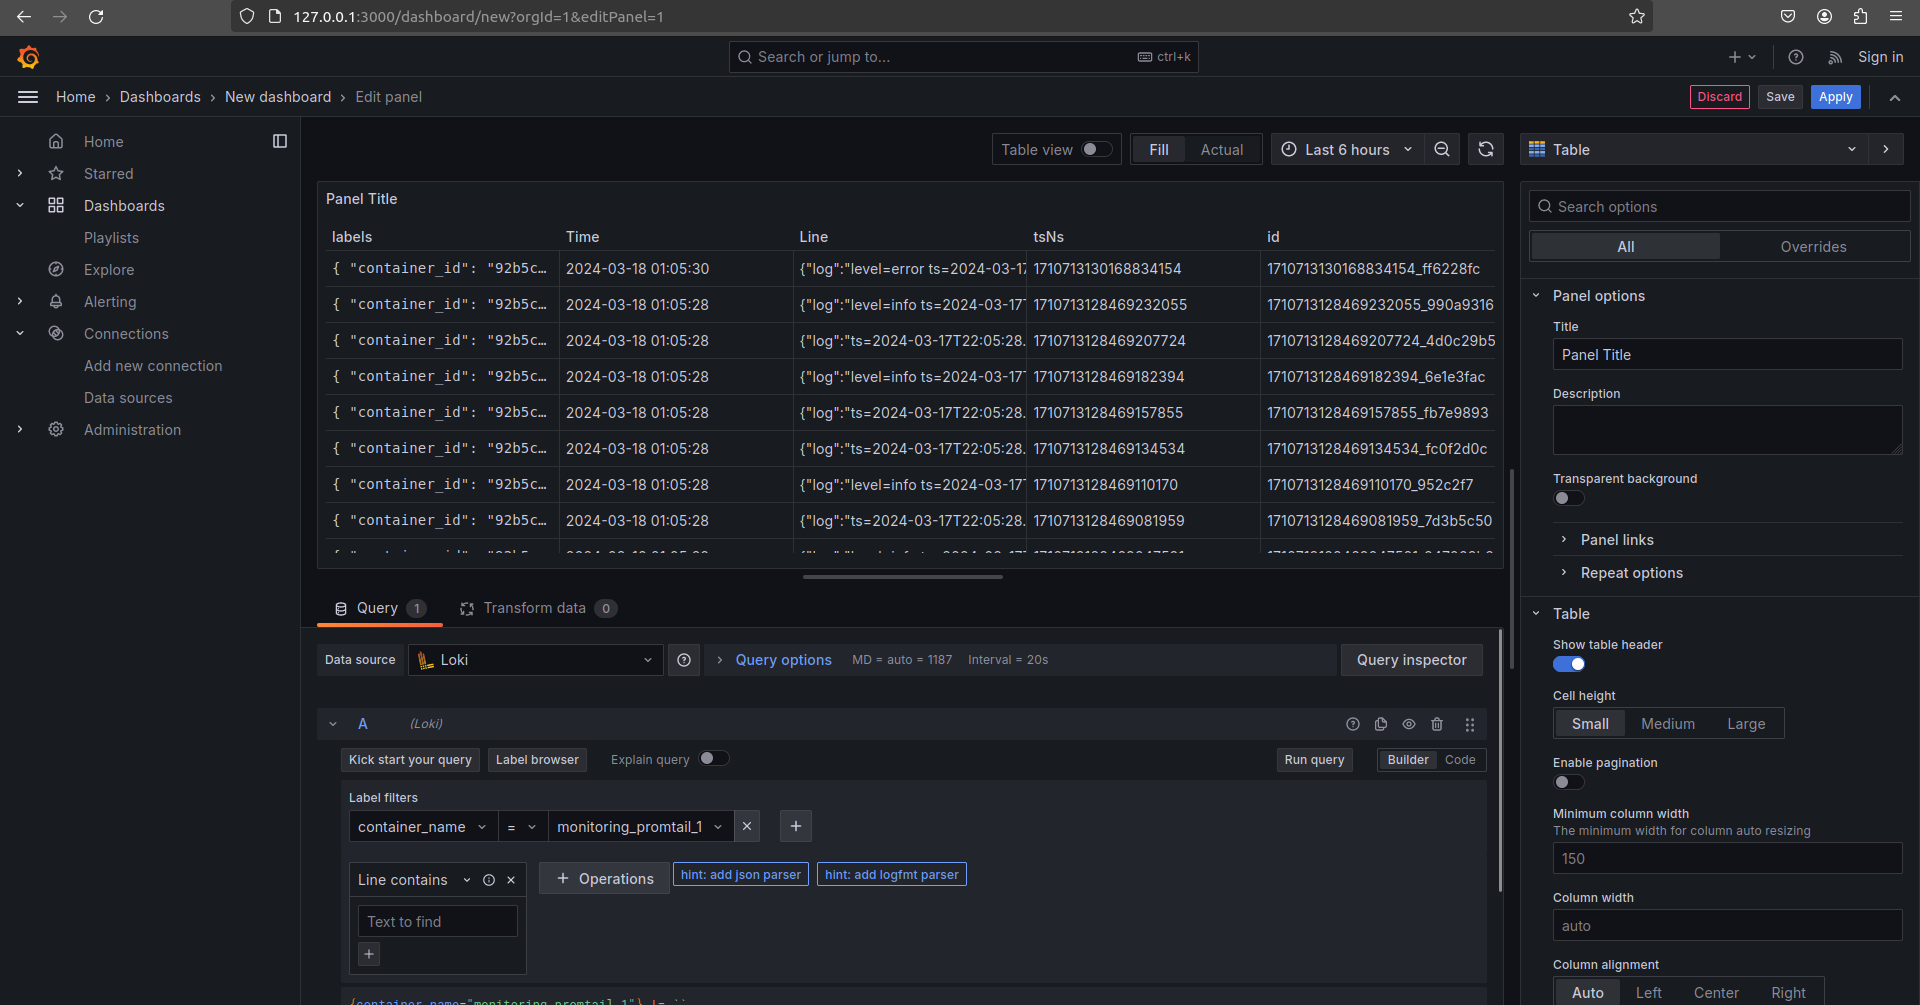 127.0.0.1:3000/dashboard/new?orgId=1&editPanel=1
Search or jump to...
ctrl+k
Sign in
Home › Dashboards › New dashboard › Edit panel
Discard
Save
Apply
Home
Starred
Dashboards
Playlists
Explore
Alerting
Connections
Add new connection
Data sources
Administration
Table view
Fill
Actual
Last 6 hours
Table
Panel Title
labels Time Line tsNs id
{ "container_id": "92b5c… 2024-03-18 01:05:30 {"log":"level=error ts=2024-03-17 1710713130168834154 1710713130168834154_ff6228fc
{ "container_id": "92b5c… 2024-03-18 01:05:28 {"log":"level=info ts=2024-03-17T 1710713128469232055 1710713128469232055_990a9316
{ "container_id": "92b5c… 2024-03-18 01:05:28 {"log":"ts=2024-03-17T22:05:28. 1710713128469207724 1710713128469207724_4d0c29b5
{ "container_id": "92b5c… 2024-03-18 01:05:28 {"log":"level=info ts=2024-03-17T 1710713128469182394 1710713128469182394_6e1e3fac
{ "container_id": "92b5c… 2024-03-18 01:05:28 {"log":"ts=2024-03-17T22:05:28. 1710713128469157855 1710713128469157855_fb7e9893
{ "container_id": "92b5c… 2024-03-18 01:05:28 {"log":"ts=2024-03-17T22:05:28. 1710713128469134534 1710713128469134534_fc0f2d0c
{ "container_id": "92b5c… 2024-03-18 01:05:28 {"log":"level=info ts=2024-03-17T 1710713128469110170 1710713128469110170_952c2f7
{ "container_id": "92b5c… 2024-03-18 01:05:28 {"log":"ts=2024-03-17T22:05:28. 1710713128469081959 1710713128469081959_7d3b5c50
Query 1
Transform data 0
Data source
Loki
Query options
MD = auto = 1187
Interval = 20s
Query inspector
A (Loki)
Kick start your query
Label browser
Explain query
Run query
Builder
Code
Label filters
container_name = monitoring_promtail_1
Line contains
Operations
hint: add json parser
hint: add logfmt parser
Text to find
{container_name="monitoring_promtail_1"} != ``
Search options
All
Overrides
Panel options
Title
Panel Title
Description
Transparent background
Panel links
Repeat options
Table
Show table header
Cell height
Small Medium Large
Enable pagination
Minimum column width
The minimum width for column auto resizing
150
Column width
auto
Column alignment
Auto Left Center Right